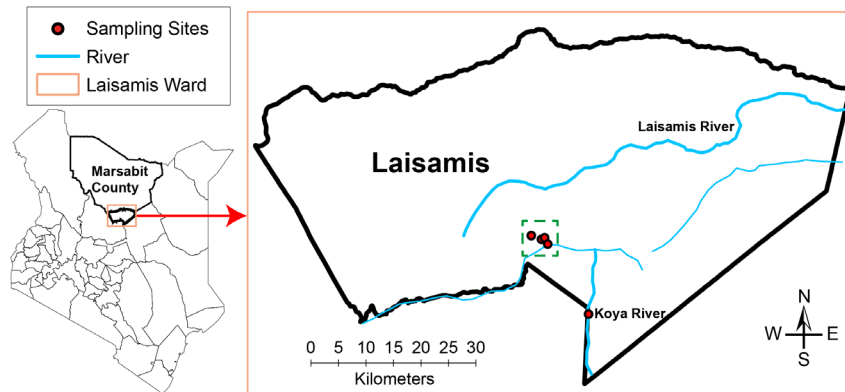 Sampling Sites
River
Laisamis Ward
Marsabit
County
Laisamis
Laisamis River
Koya River
0 5 10 15 20 25 30
Kilometers
N
W E
S